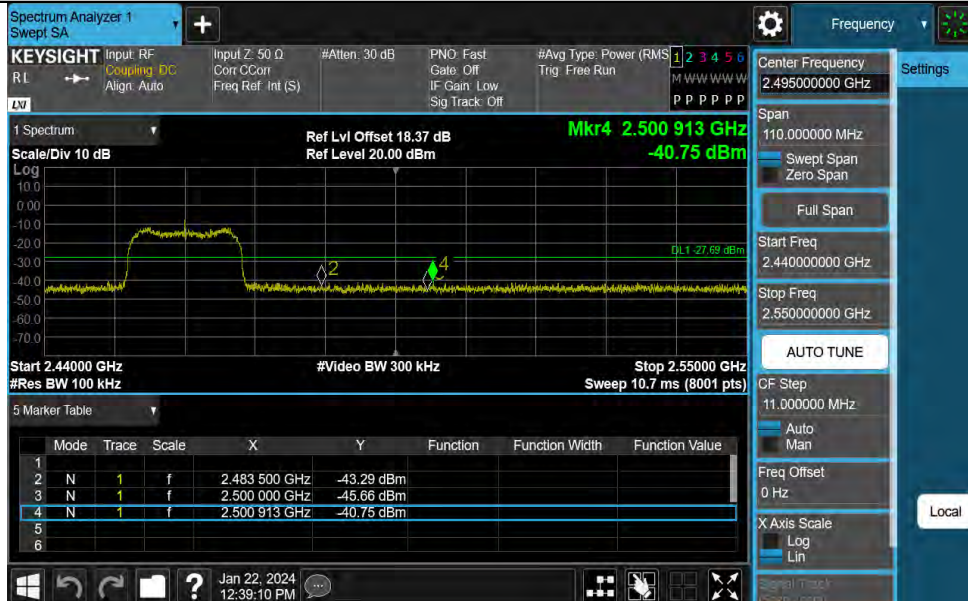 Spectrum Analyzer 1
Swept SA
+
Frequency
KEYSIGHT
RL
LXI
Input: RF
Coupling: DC
Align: Auto
Input Z: 50 Ω
Corr CCorr
Freq Ref: Int (S)
#Atten: 30 dB
PNO: Fast
Gate: Off
IF Gain: Low
Sig Track: Off
#Avg Type: Power (RMS
Trig: Free Run
1 2 3 4 5 6
M W W W W W
P P P P P P
Settings
Center Frequency
2.495000000 GHz
Span
110.000000 MHz
Swept Span
Zero Span
Full Span
Start Freq
2.440000000 GHz
Stop Freq
2.550000000 GHz
AUTO TUNE
CF Step
11.000000 MHz
Auto
Man
Freq Offset
0 Hz
X Axis Scale
Log
Lin
Local
1 Spectrum
Scale/Div 10 dB
Ref Lvl Offset 18.37 dB
Ref Level 20.00 dBm
Mkr4 2.500 913 GHz
-40.75 dBm
Log
10.0
0.00
-10.0
-20.0
-30.0
-40.0
-50.0
-60.0
-70.0
DL1 -27.69 dBm
2
4
Start 2.44000 GHz
#Res BW 100 kHz
#Video BW 300 kHz
Stop 2.55000 GHz
Sweep 10.7 ms (8001 pts)
5 Marker Table
Mode Trace Scale X Y Function Function Width Function Value
1
2 N 1 f 2.483 500 GHz -43.29 dBm
3 N 1 f 2.500 000 GHz -45.66 dBm
4 N 1 f 2.500 913 GHz -40.75 dBm
5
6
?
Jan 22, 2024
12:39:10 PM